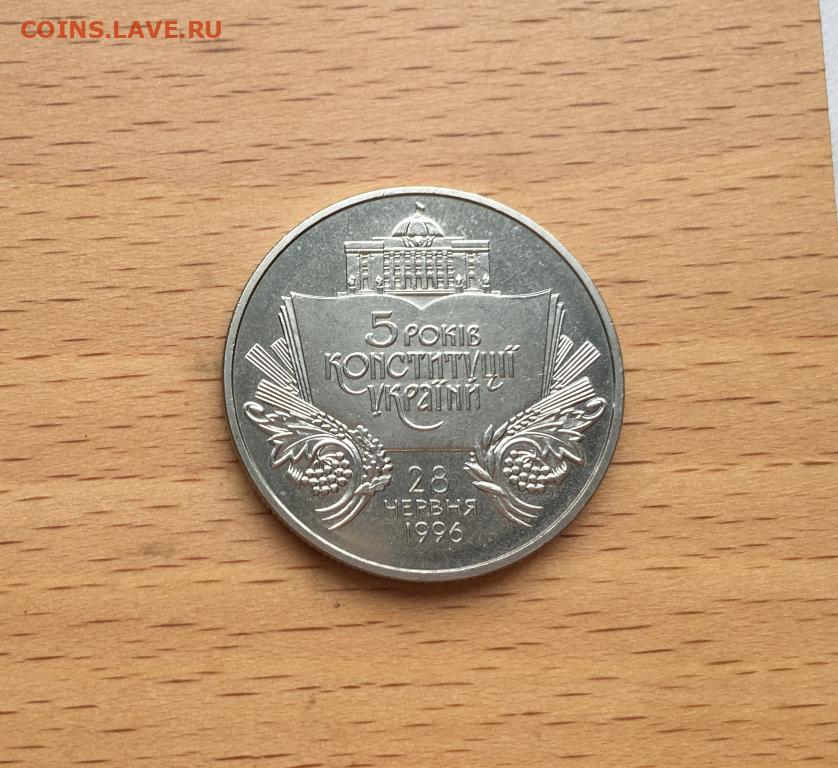 COINS.LAVE.RU
5 РОКІВ
КОНСТИТУЦІЇ
УКРАЇНИ
28
ЧЕРВНЯ
1996